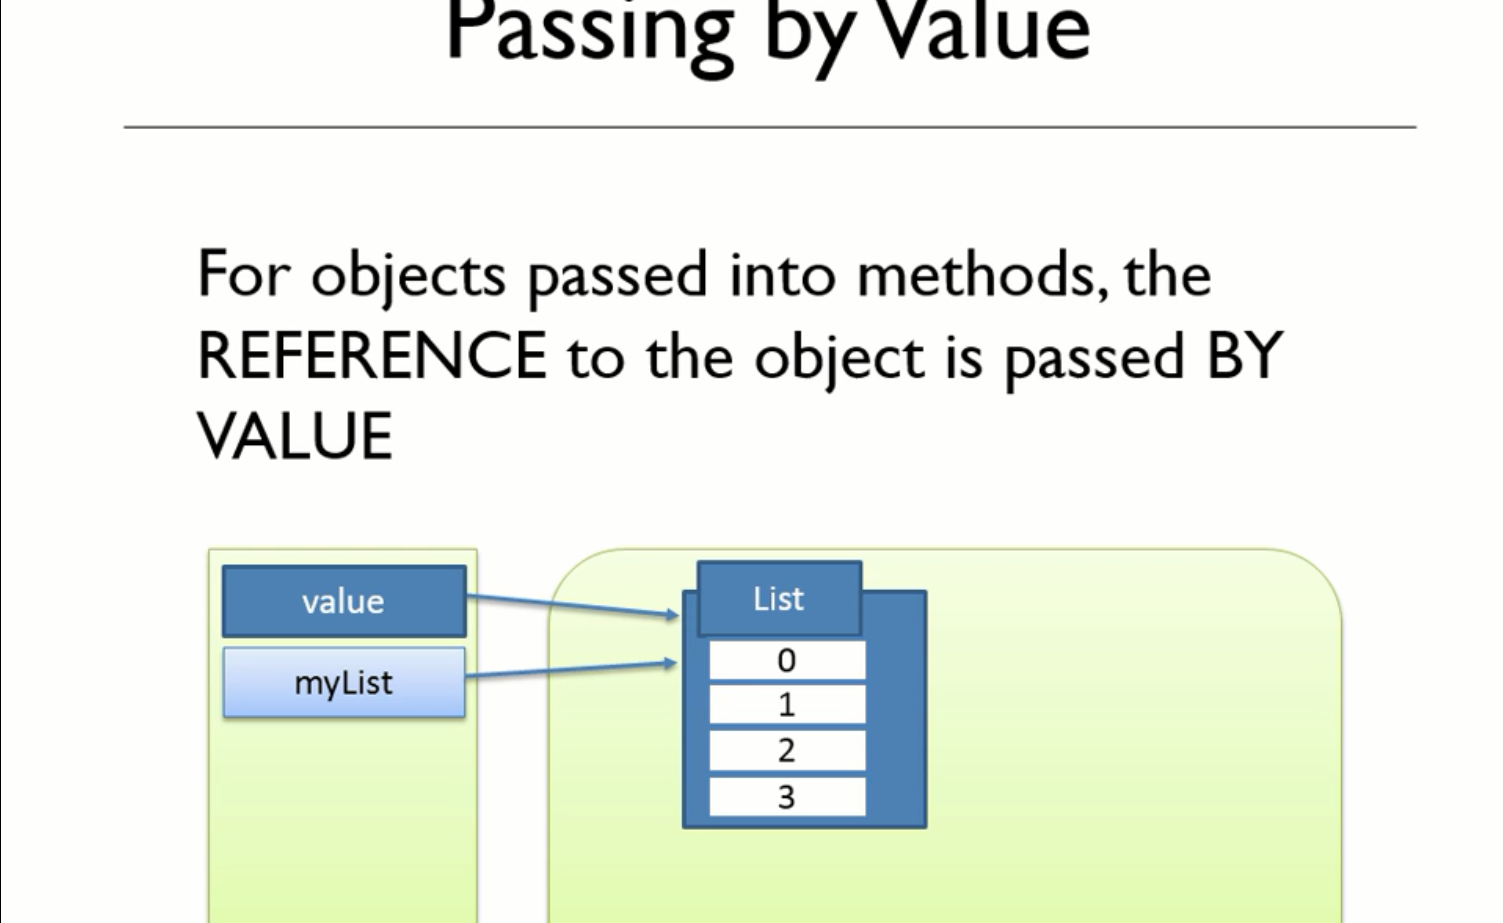 Passing by Value
For objects passed into methods, the
REFERENCE to the object is passed BY
VALUE
value
myList
List
0
1
2
3